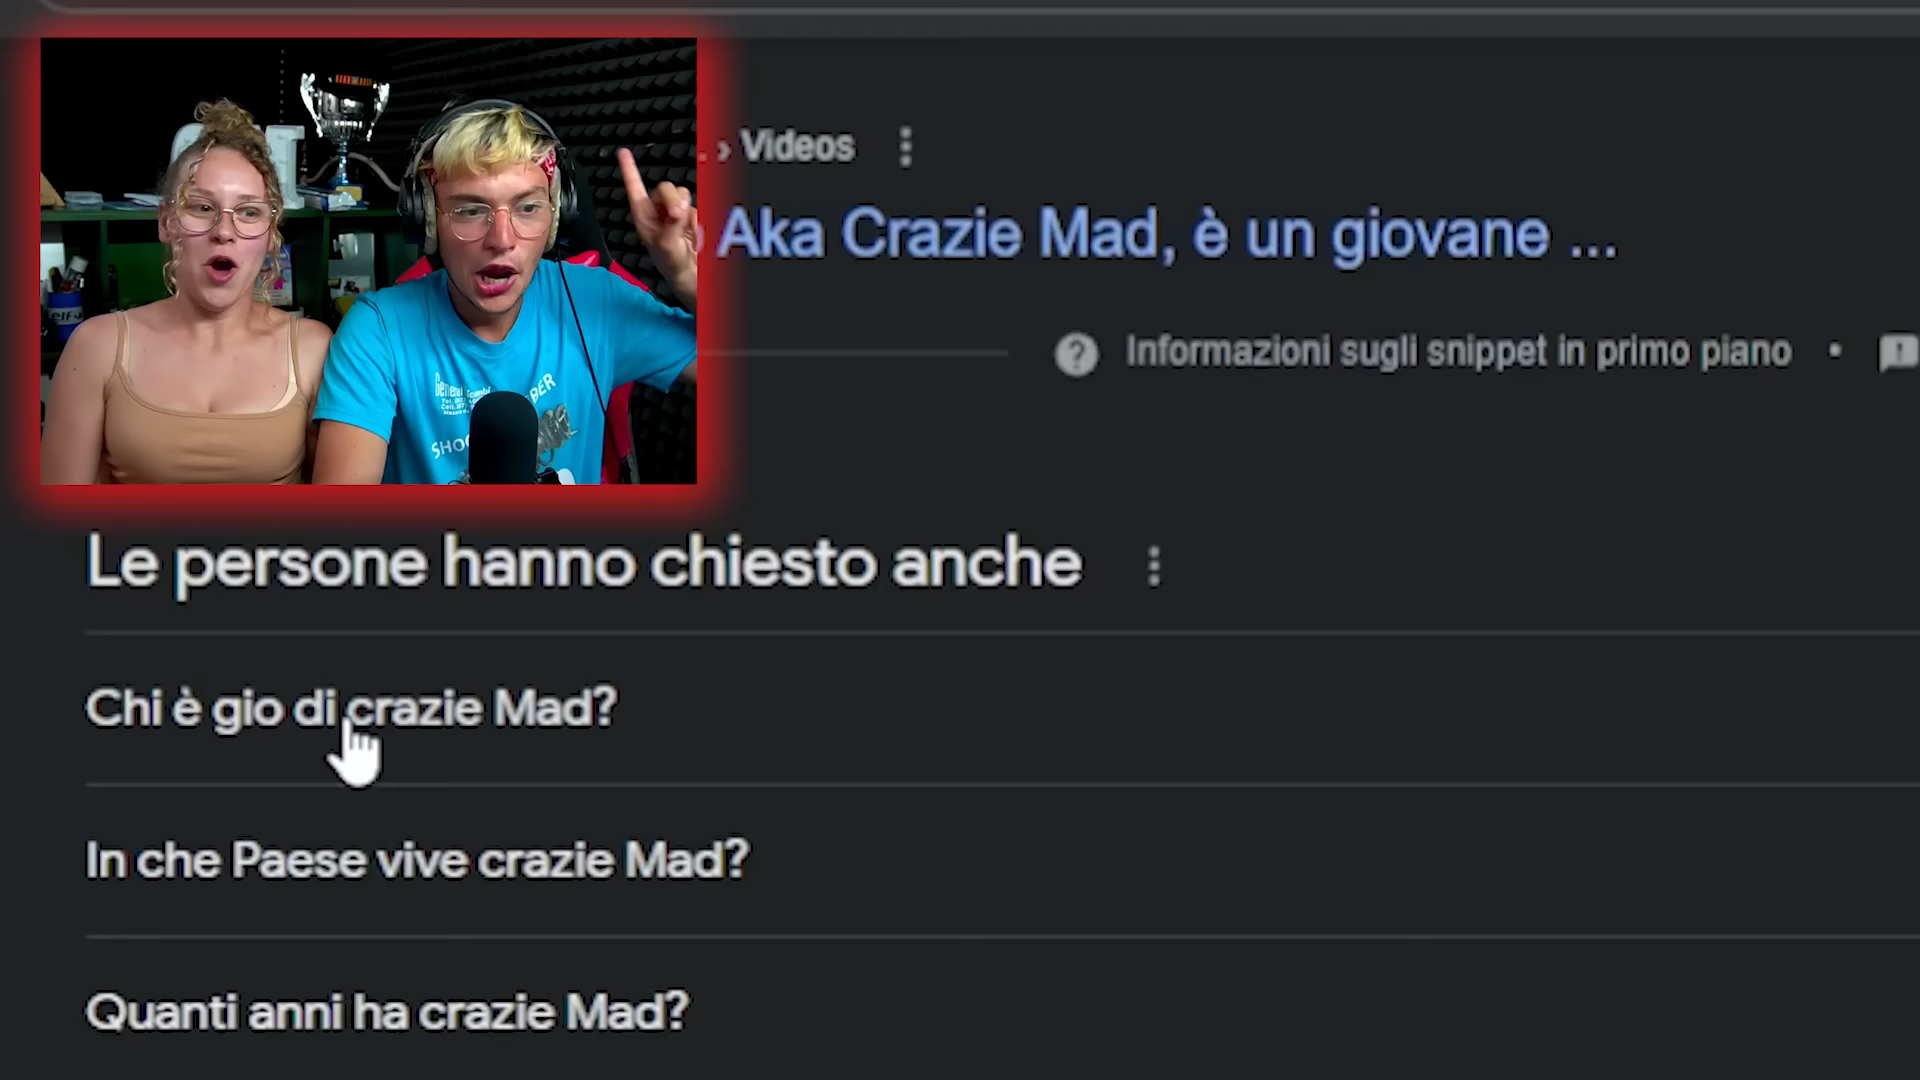 › Videos
Aka Crazie Mad, è un giovane ...
Informazioni sugli snippet in primo piano •
Le persone hanno chiesto anche
Chi è gio di crazie Mad?
In che Paese vive crazie Mad?
Quanti anni ha crazie Mad?